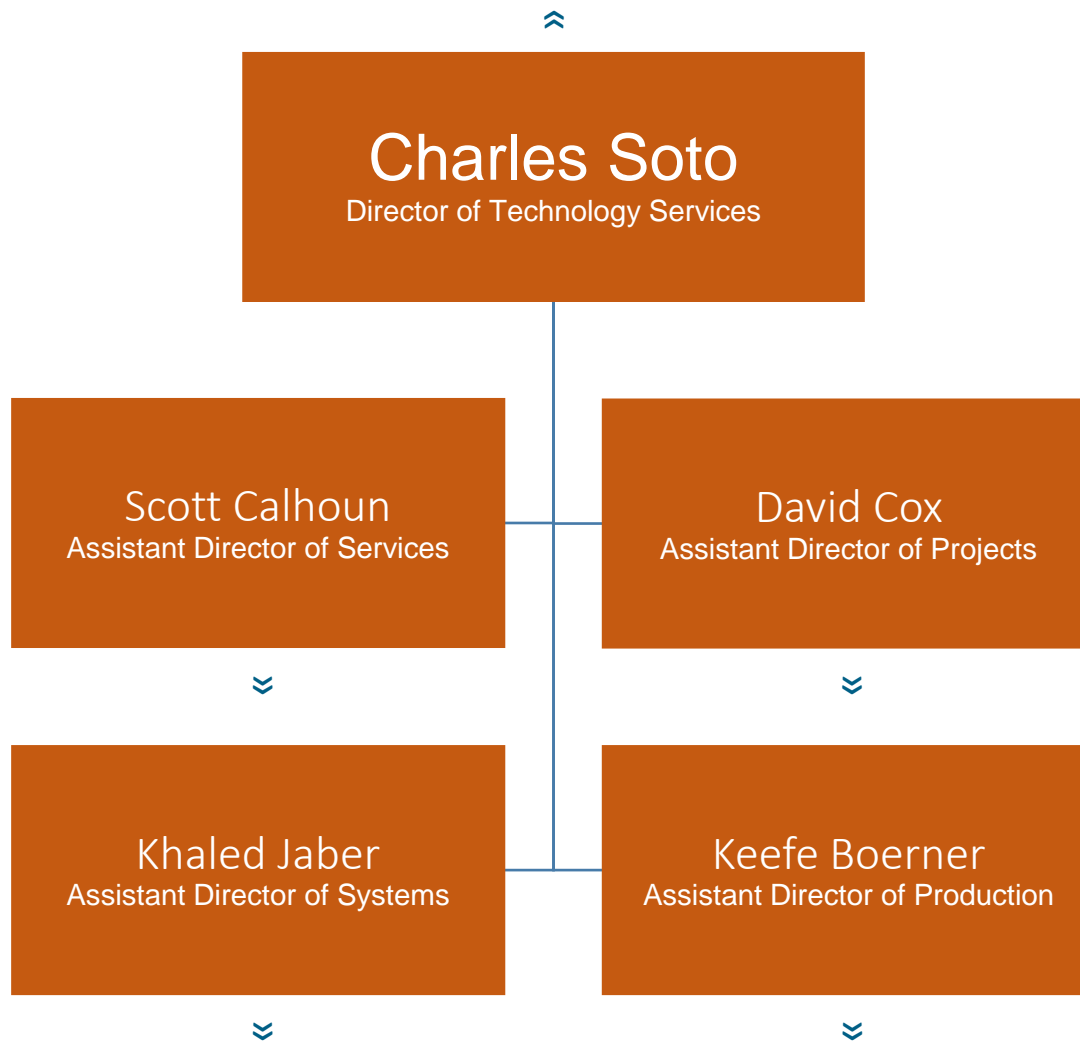 Charles Soto
Director of Technology Services
Scott Calhoun
Assistant Director of Services
David Cox
Assistant Director of Projects
Khaled Jaber
Assistant Director of Systems
Keefe Boerner
Assistant Director of Production